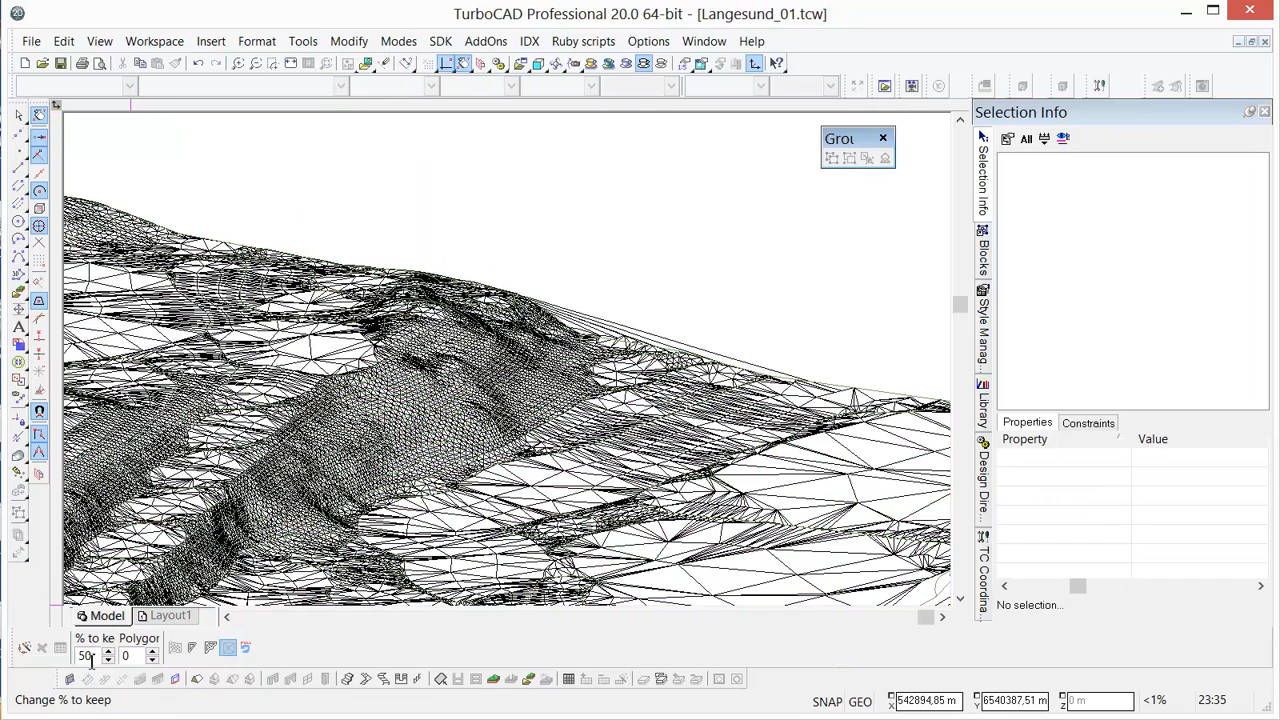 TurboCAD Professional 20.0 64-bit - [Langesund_01.tcw]
File Edit View Workspace Insert Format Tools Modify Modes SDK AddOns IDX Ruby scripts Options Window Help
Selection Info
Grou
All
Selection Info
Blocks
Style Manag...
Library
Design Dire...
TC Coordina...
Properties Constraints
Property Value
No selection...
Model Layout1
% to ke Polygor
50 0
Change % to keep
SNAP GEO X 542894,85 m Y 6540387,51 m Z 0 m <1% 23:35